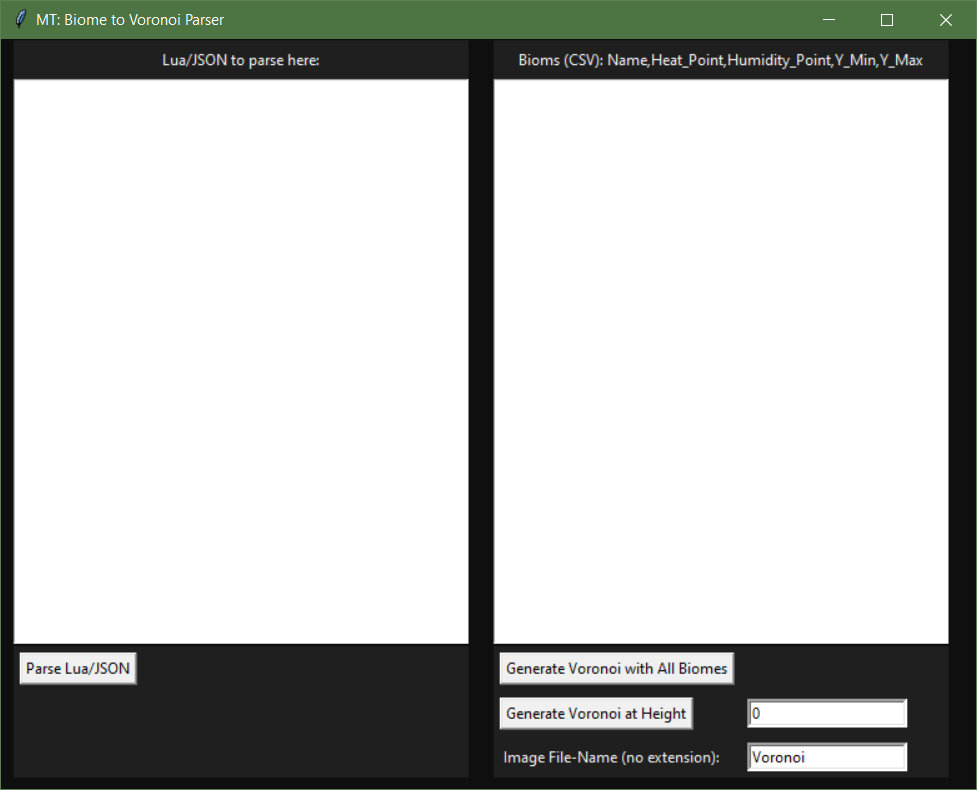 MT: Biome to Voronoi Parser
Lua/JSON to parse here:
Bioms (CSV): Name,Heat_Point,Humidity_Point,Y_Min,Y_Max
Parse Lua/JSON
Generate Voronoi with All Biomes
Generate Voronoi at Height
0
Image File-Name (no extension):
Voronoi